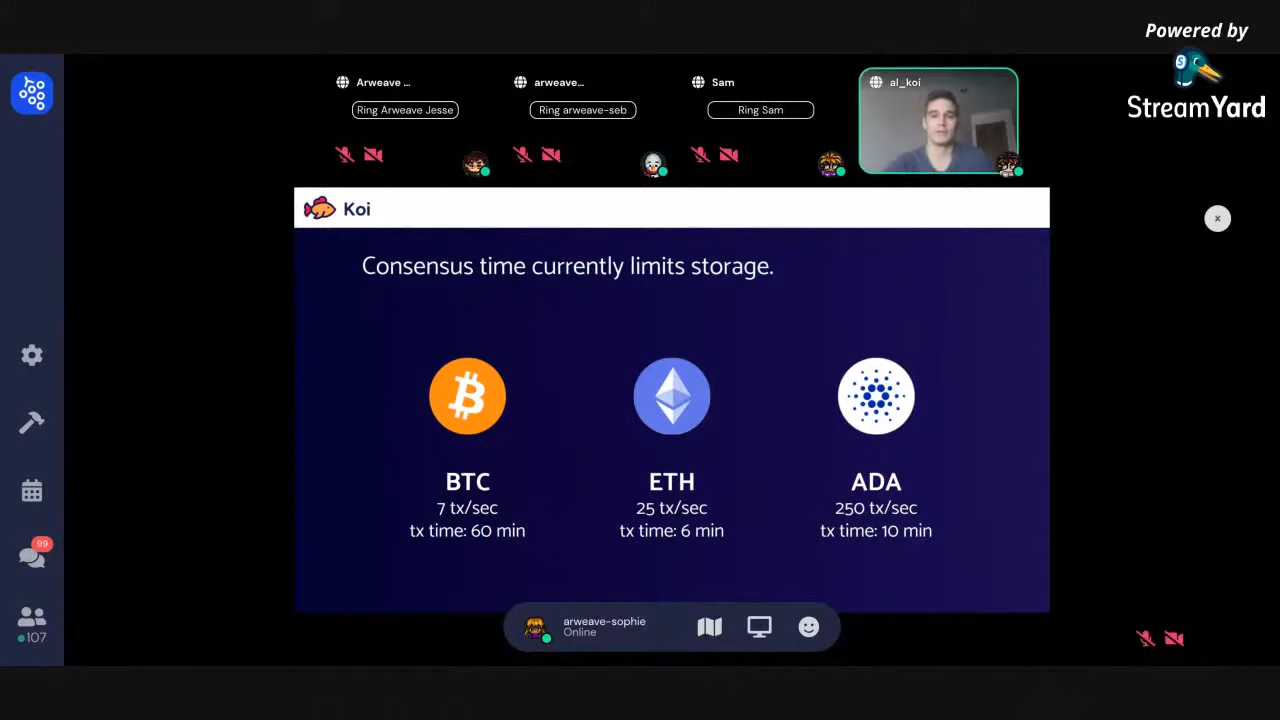 Powered by
StreamYard
Arweave ...
arweave...
Sam
al_koi
Ring Arweave Jesse
Ring arweave-seb
Ring Sam
Koi
Consensus time currently limits storage.
BTC
7 tx/sec
tx time: 60 min
ETH
25 tx/sec
tx time: 6 min
ADA
250 tx/sec
tx time: 10 min
99
107
arweave-sophie
Online